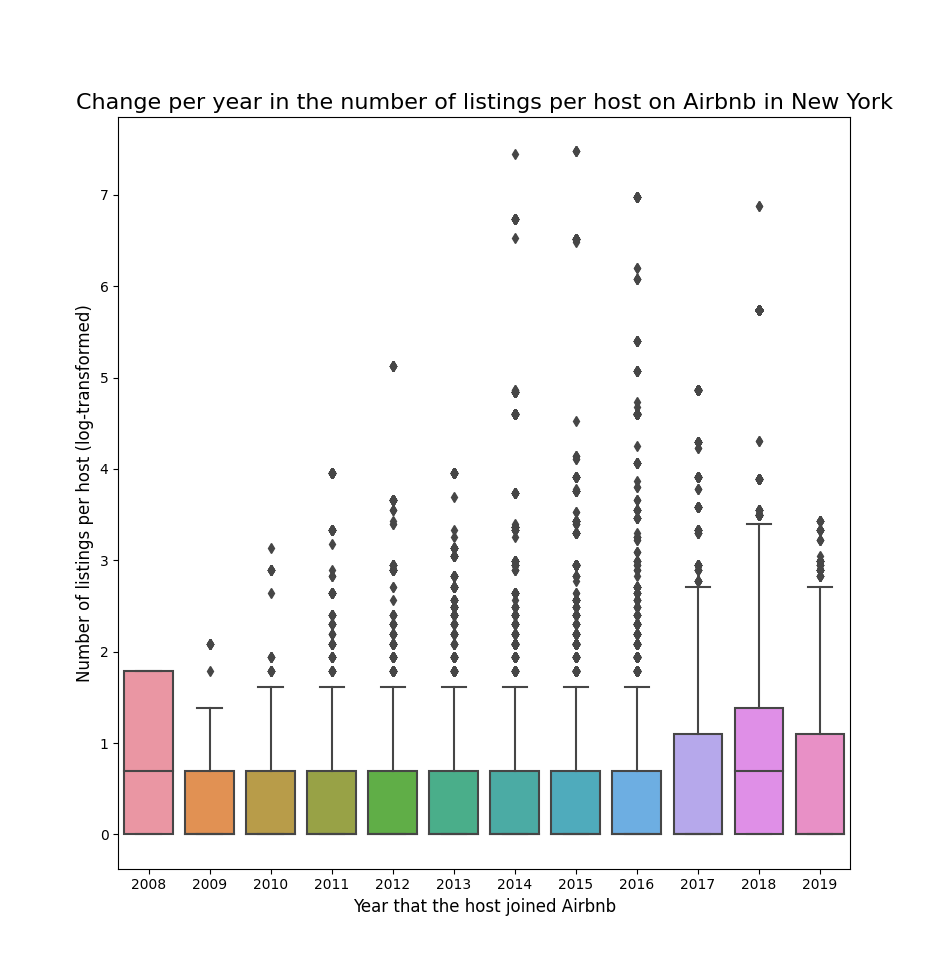 Change per year in the number of listings per host on Airbnb in New York
Number of listings per host (log-transformed)
7
6
5
4
3
2
1
0
2008 2009 2010 2011 2012 2013 2014 2015 2016 2017 2018 2019
Year that the host joined Airbnb